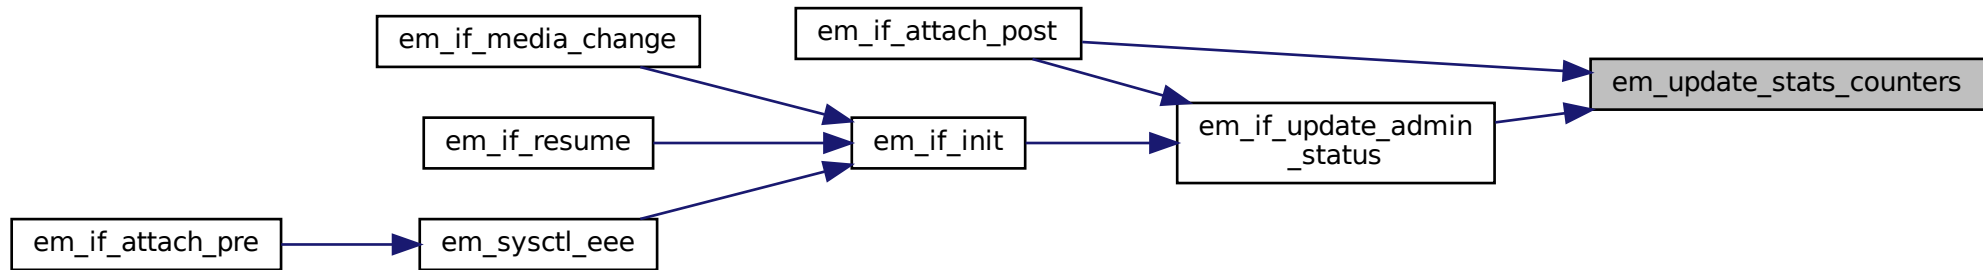 em_if_media_change
em_if_attach_post
em_update_stats_counters
em_if_update_admin
_status
em_if_resume
em_if_init
em_if_attach_pre
em_sysctl_eee